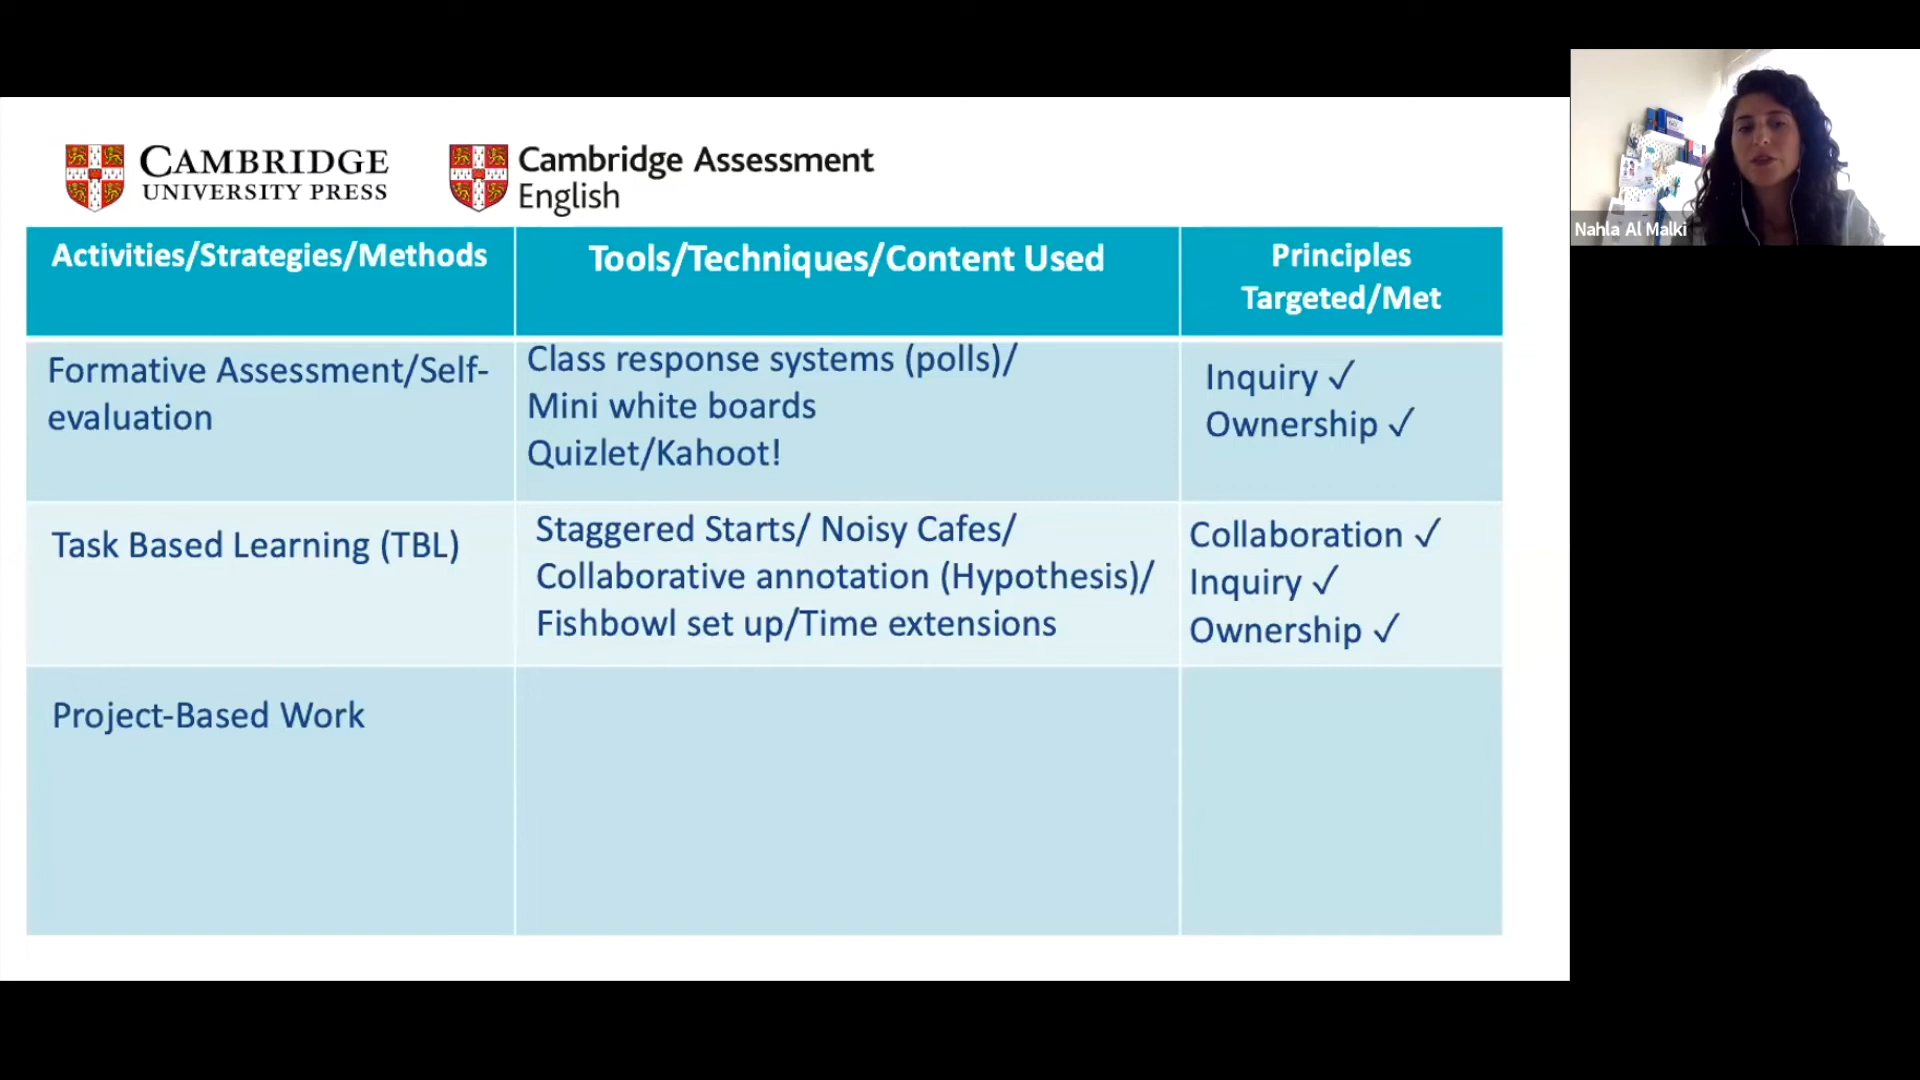 CAMBRIDGE
UNIVERSITY PRESS
Cambridge Assessment
English
Activities/Strategies/Methods
Tools/Techniques/Content Used
Principles
Targeted/Met
Formative Assessment/Self-
evaluation
Class response systems (polls)/
Mini white boards
Quizlet/Kahoot!
Inquiry ✓
Ownership ✓
Task Based Learning (TBL)
Staggered Starts/ Noisy Cafes/
Collaborative annotation (Hypothesis)/
Fishbowl set up/Time extensions
Collaboration ✓
Inquiry ✓
Ownership ✓
Project-Based Work
Nahla Al Malki